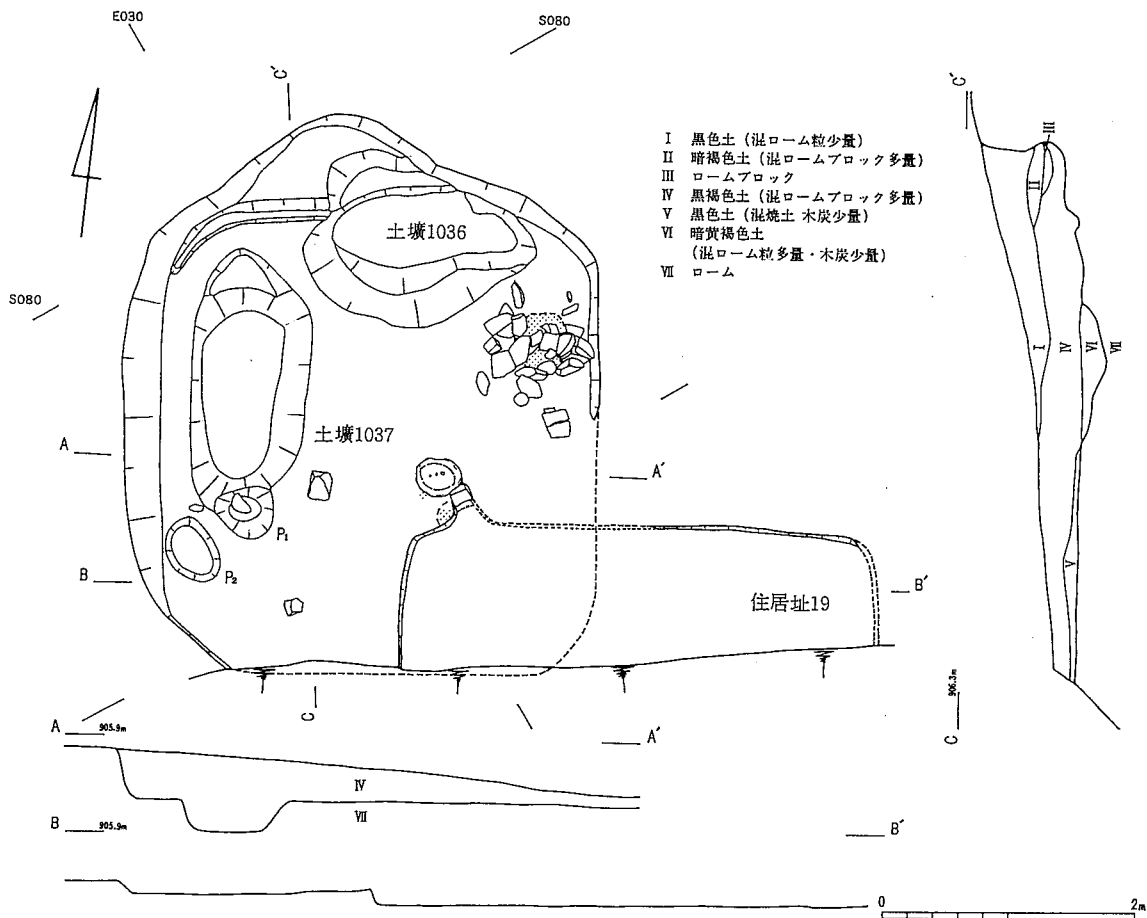 E030
S080
C′
C′
Ⅰ 黒色土（混ローム粒少量）
Ⅱ 暗褐色土（混ロームブロック多量）
Ⅲ ロームブロック
Ⅳ 黒褐色土（混ロームブロック多量）
Ⅴ 黒色土（混焼土 木炭少量）
Ⅵ 暗黄褐色土
（混ローム粒多量・木炭少量）
Ⅶ ローム
Ⅲ
Ⅱ
土壙1036
S080
Ⅰ
Ⅳ
Ⅵ
Ⅶ
土壙1037
A
A′
P₁
P₂
B
B′
Ⅴ
住居址19
C
906.3m
C
A 905.9m
A′
Ⅳ
Ⅶ
B 905.9m
B′
0
2m